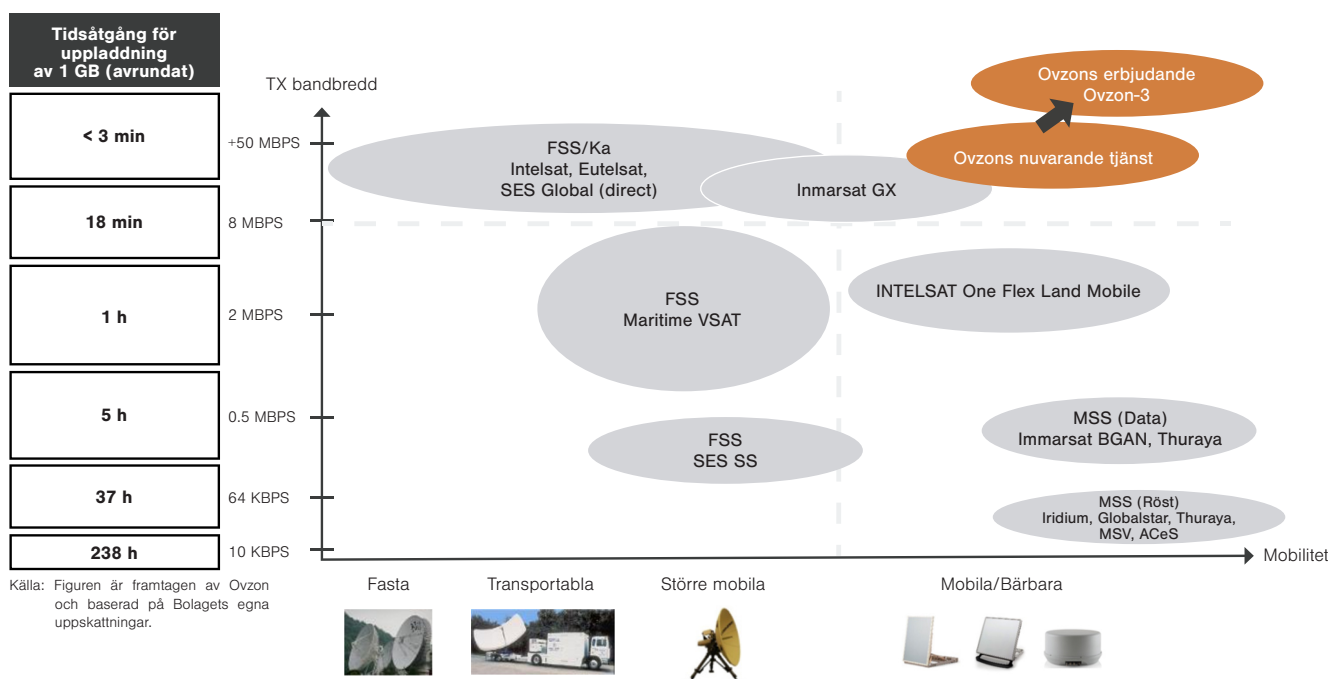 Tidsåtgång för
uppladdning
av 1 GB (avrundat)
< 3 min
18 min
1 h
5 h
37 h
238 h
TX bandbredd
+50 MBPS
8 MBPS
2 MBPS
0.5 MBPS
64 KBPS
10 KBPS
Ovzons erbjudande
Ovzon-3
Ovzons nuvarande tjänst
FSS/Ka
Intelsat, Eutelsat,
SES Global (direct)
Inmarsat GX
FSS
Maritime VSAT
INTELSAT One Flex Land Mobile
FSS
SES SS
MSS (Data)
Immarsat BGAN, Thuraya
MSS (Röst)
Iridium, Globalstar, Thuraya,
MSV, ACeS
Mobilitet
Fasta
Transportabla
Större mobila
Mobila/Bärbara
Källa: Figuren är framtagen av Ovzon
och baserad på Bolagets egna
uppskattningar.